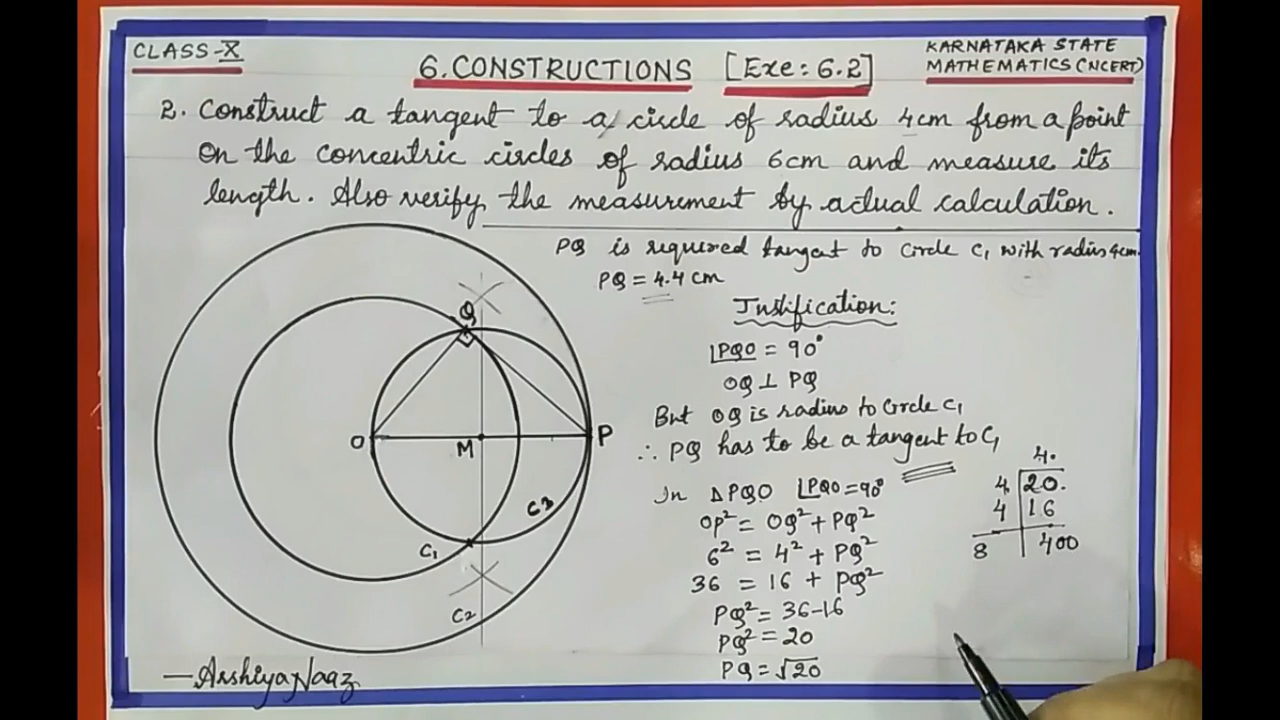 CLASS-X
6.CONSTRUCTIONS [Exe: 6.2]
KARNATAKA STATE
MATHEMATICS (NCERT)
2. Construct a tangent to a circle of radius 4cm from a point
on the concentric circles of radius 6cm and measure its
length. Also verify the measurement by actual calculation.
PQ is required tangent to Circle C₁ with radius 4cm.
PQ = 4.4 cm
Justification:
∠PQO = 90°
OQ ⊥ PQ
But OQ is radius to Circle C₁
∴ PQ has to be a tangent to C₁
In △PQO ∠PQO = 90°
OP² = OQ² + PQ²
6² = 4² + PQ²
36 = 16 + PQ²
PQ² = 36-16
PQ² = 20
PQ = √20
4.
4 20.
4 16
8 400
Q
O
M
P
C3
C₁
C2
—Arshiya Naaz